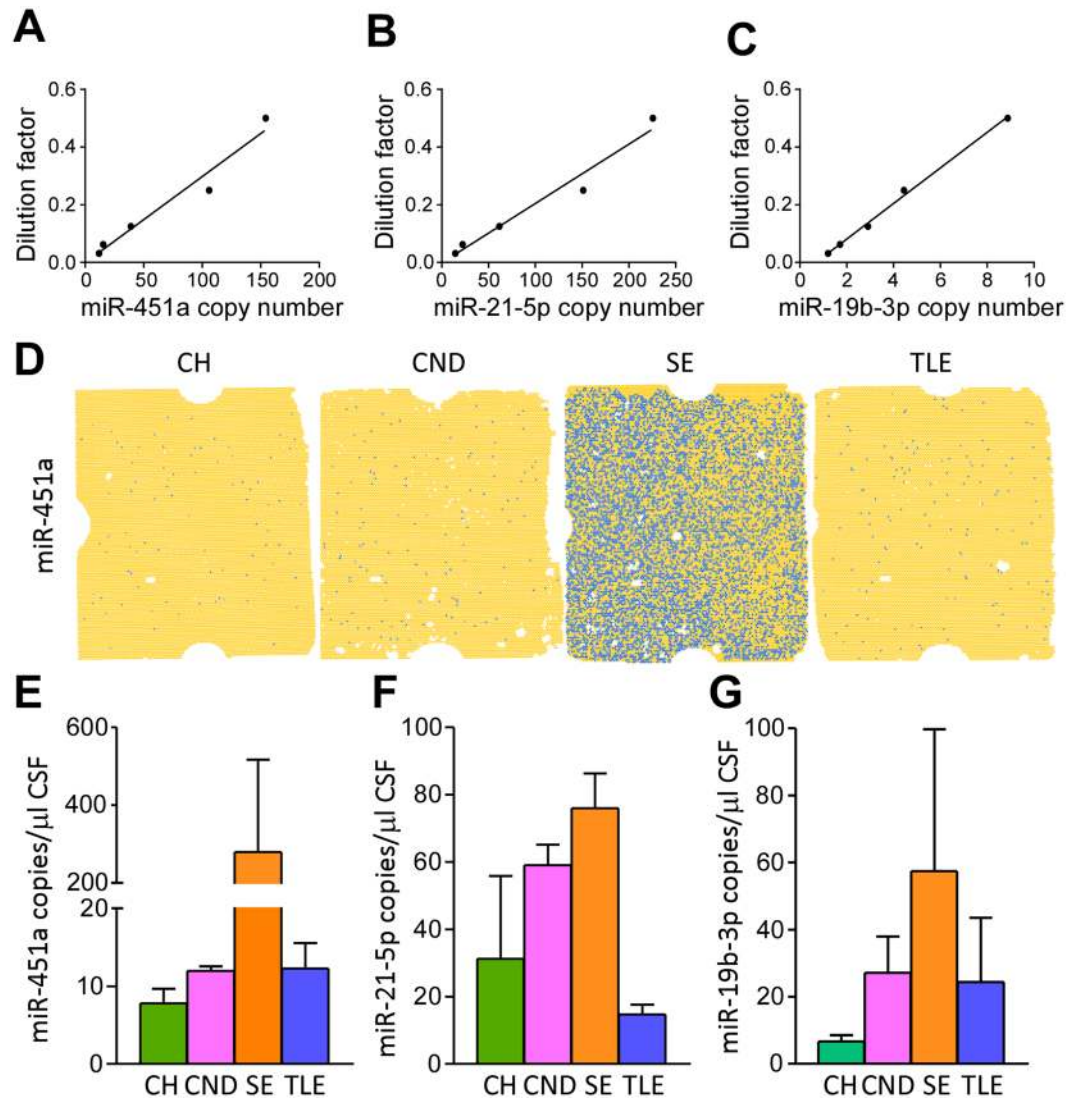 A
B
C
0.6
0.4
0.2
0.0
0
50
100
150
200
Dilution factor
miR-451a copy number
0.6
0.4
0.2
0.0
0
50
100
150
200
250
Dilution factor
miR-21-5p copy number
0.6
0.4
0.2
0.0
0
2
4
6
8
10
Dilution factor
miR-19b-3p copy number
D
CH
CND
SE
TLE
miR-451a
E
miR-451a copies/μl CSF
600
400
200
20
10
0
CH CND SE TLE
F
miR-21-5p copies/μl CSF
100
80
60
40
20
0
CH CND SE TLE
G
miR-19b-3p copies/μl CSF
100
80
60
40
20
0
CH CND SE TLE